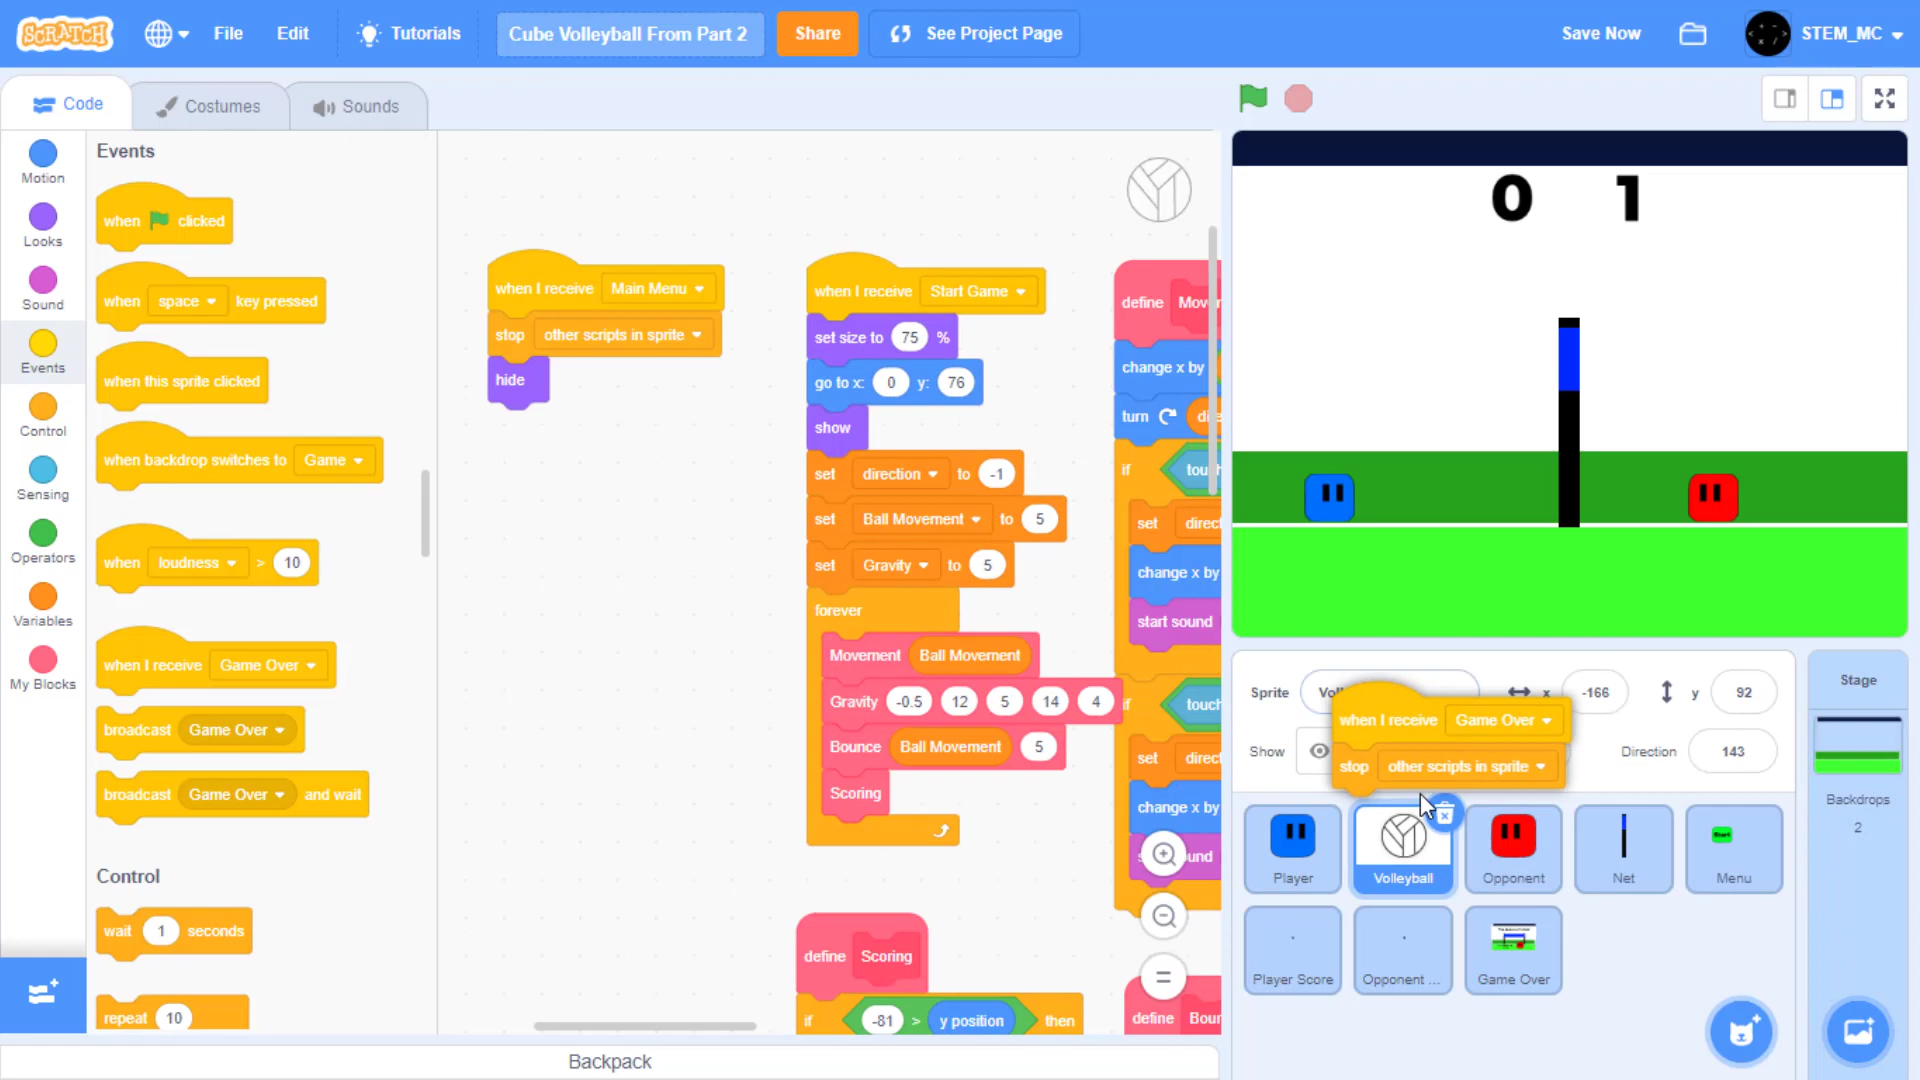 SCRATCH
File
Edit
Tutorials
Cube Volleyball From Part 2
Share
See Project Page
Save Now
STEM_MC
Code
Costumes
Sounds
Motion
Looks
Sound
Events
Control
Sensing
Operators
Variables
My Blocks
Events
when clicked
when space key pressed
when this sprite clicked
when backdrop switches to Game
when loudness > 10
when I receive Game Over
broadcast Game Over
broadcast Game Over and wait
Control
wait 1 seconds
repeat 10
when I receive Main Menu
stop other scripts in sprite
hide
when I receive Start Game
set size to 75 %
go to x: 0 y: 76
show
set direction to -1
set Ball Movement to 5
set Gravity to 5
forever
Movement Ball Movement
Gravity -0.5 12 5 14 4
Bounce Ball Movement 5
Scoring
define Scoring
if -81 > y position then
define
change x by
turn
if
set
change x by
start sound
if
set
change x by
define
0 1
Sprite
x -166
y 92
Show
Direction 143
when I receive Game Over
stop other scripts in sprite
Player
Volleyball
Opponent
Net
Menu
Player Score
Opponent ...
Game Over
Stage
Backdrops
2
Backpack